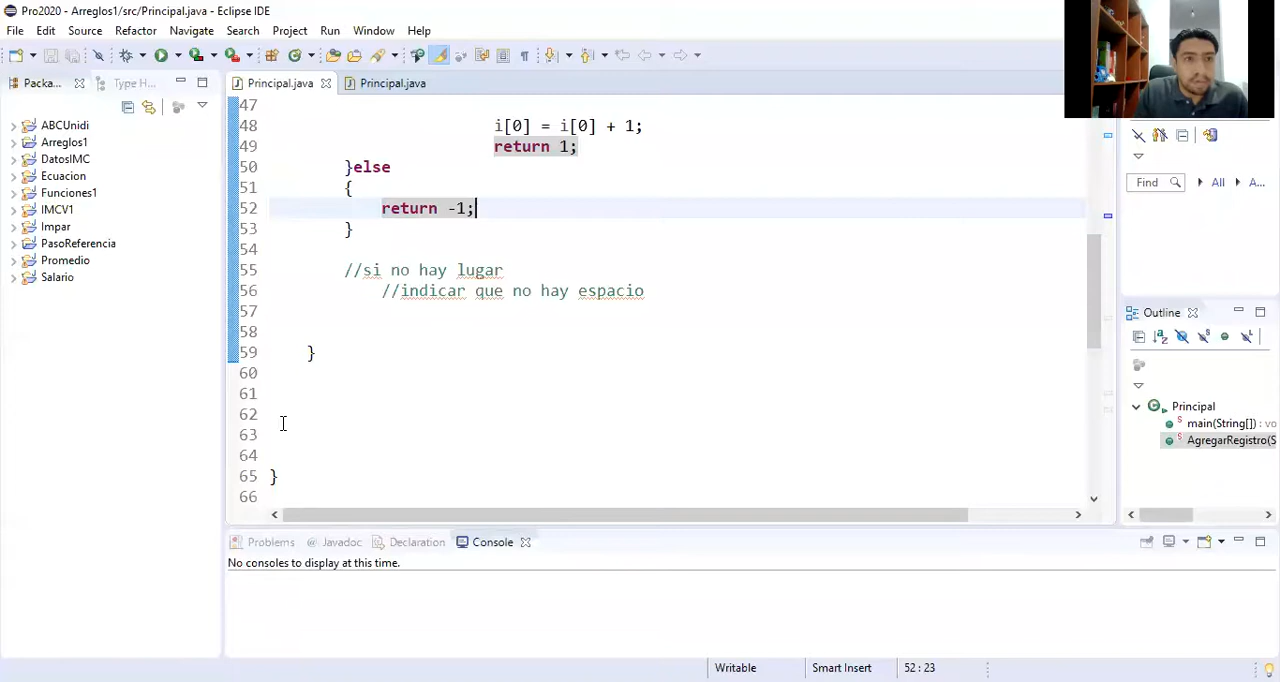 Pro2020 - Arreglos1/src/Principal.java - Eclipse IDE
File Edit Source Refactor Navigate Search Project Run Window Help
Packa... Type H...
Principal.java Principal.java
ABCUnidi
Arreglos1
DatosIMC
Ecuacion
Funciones1
IMCV1
Impar
PasoReferencia
Promedio
Salario
47
48 i[0] = i[0] + 1;
49 return 1;
50 }else
51 {
52 return -1;
53 }
54
55 //si no hay lugar
56 //indicar que no hay espacio
57
58
59 }
60
61
62
63
64
65 }
66
Find All A...
Outline
Principal
main(String[]) : vo
AgregarRegistro(S
Problems @ Javadoc Declaration Console
No consoles to display at this time.
Writable Smart Insert 52 : 23